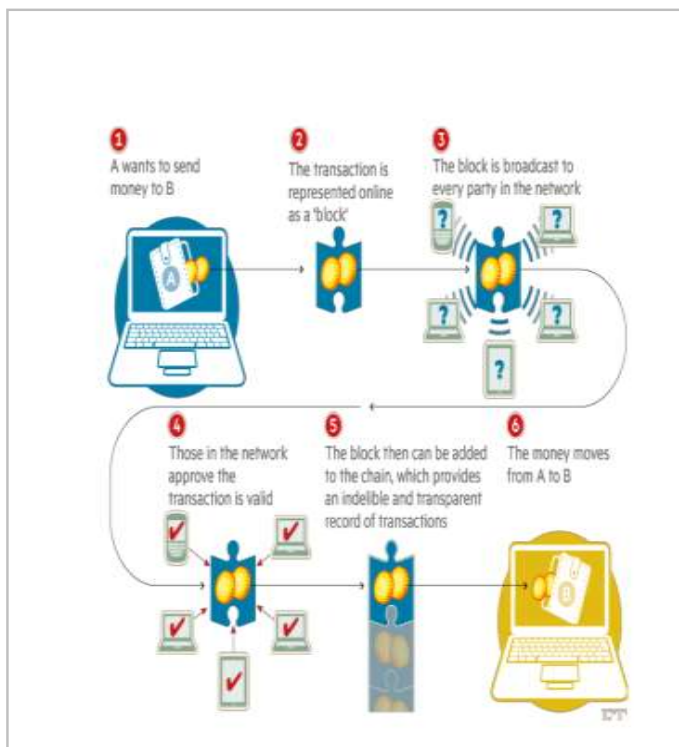 1
A wants to send
money to B
2
The transaction is
represented online
as a 'block'
3
The block is broadcast to
every party in the network
A
?
?
?
?
?
4
Those in the network
approve the
transaction is valid
5
The block then can be added
to the chain, which provides
an indelible and transparent
record of transactions
6
The money moves
from A to B
B